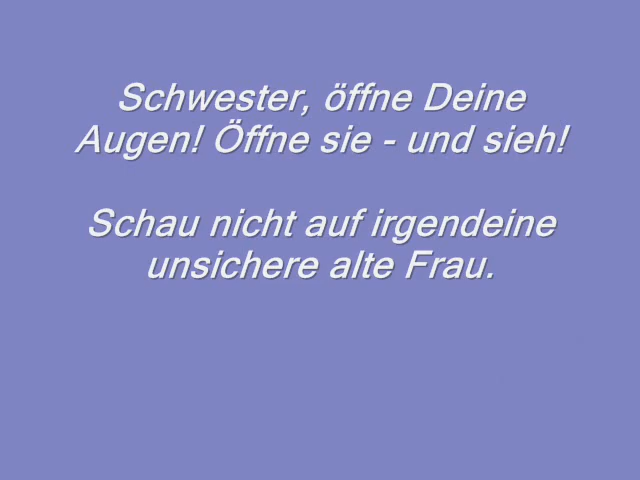 Schwester, öffne Deine
Augen! Öffne sie - und sieh!
Schau nicht auf irgendeine
unsichere alte Frau.